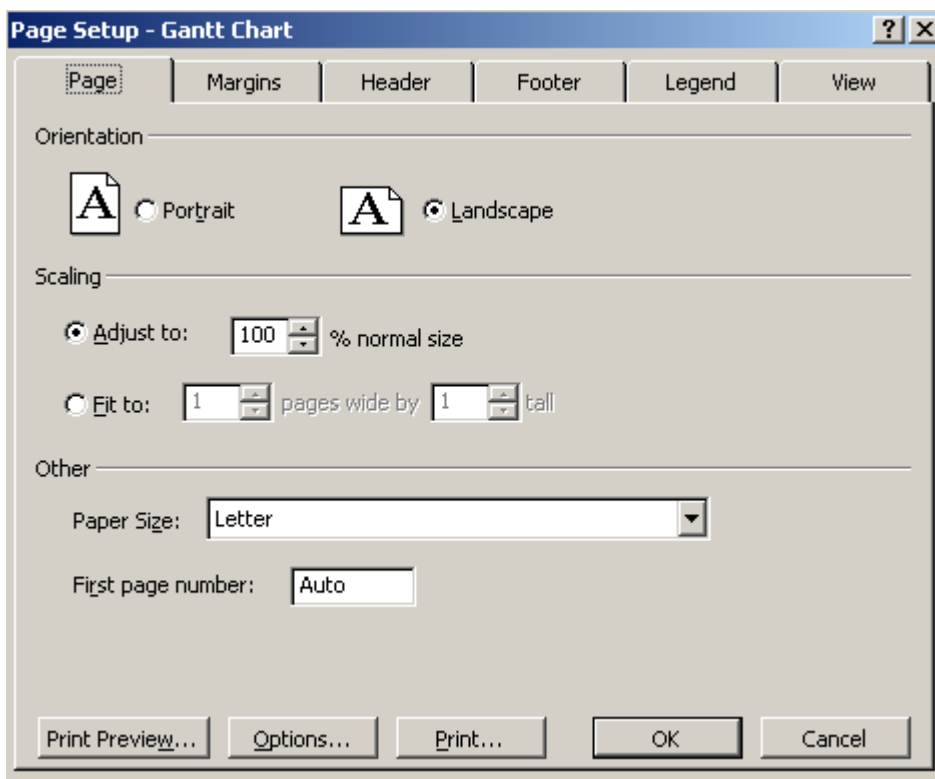 Page Setup - Gantt Chart
Page Margins Header Footer Legend View
Orientation
A Portrait A Landscape
Scaling
Adjust to: 100 % normal size
Fit to: 1 pages wide by 1 tall
Other
Paper Size: Letter
First page number: Auto
Print Preview... Options... Print... OK Cancel